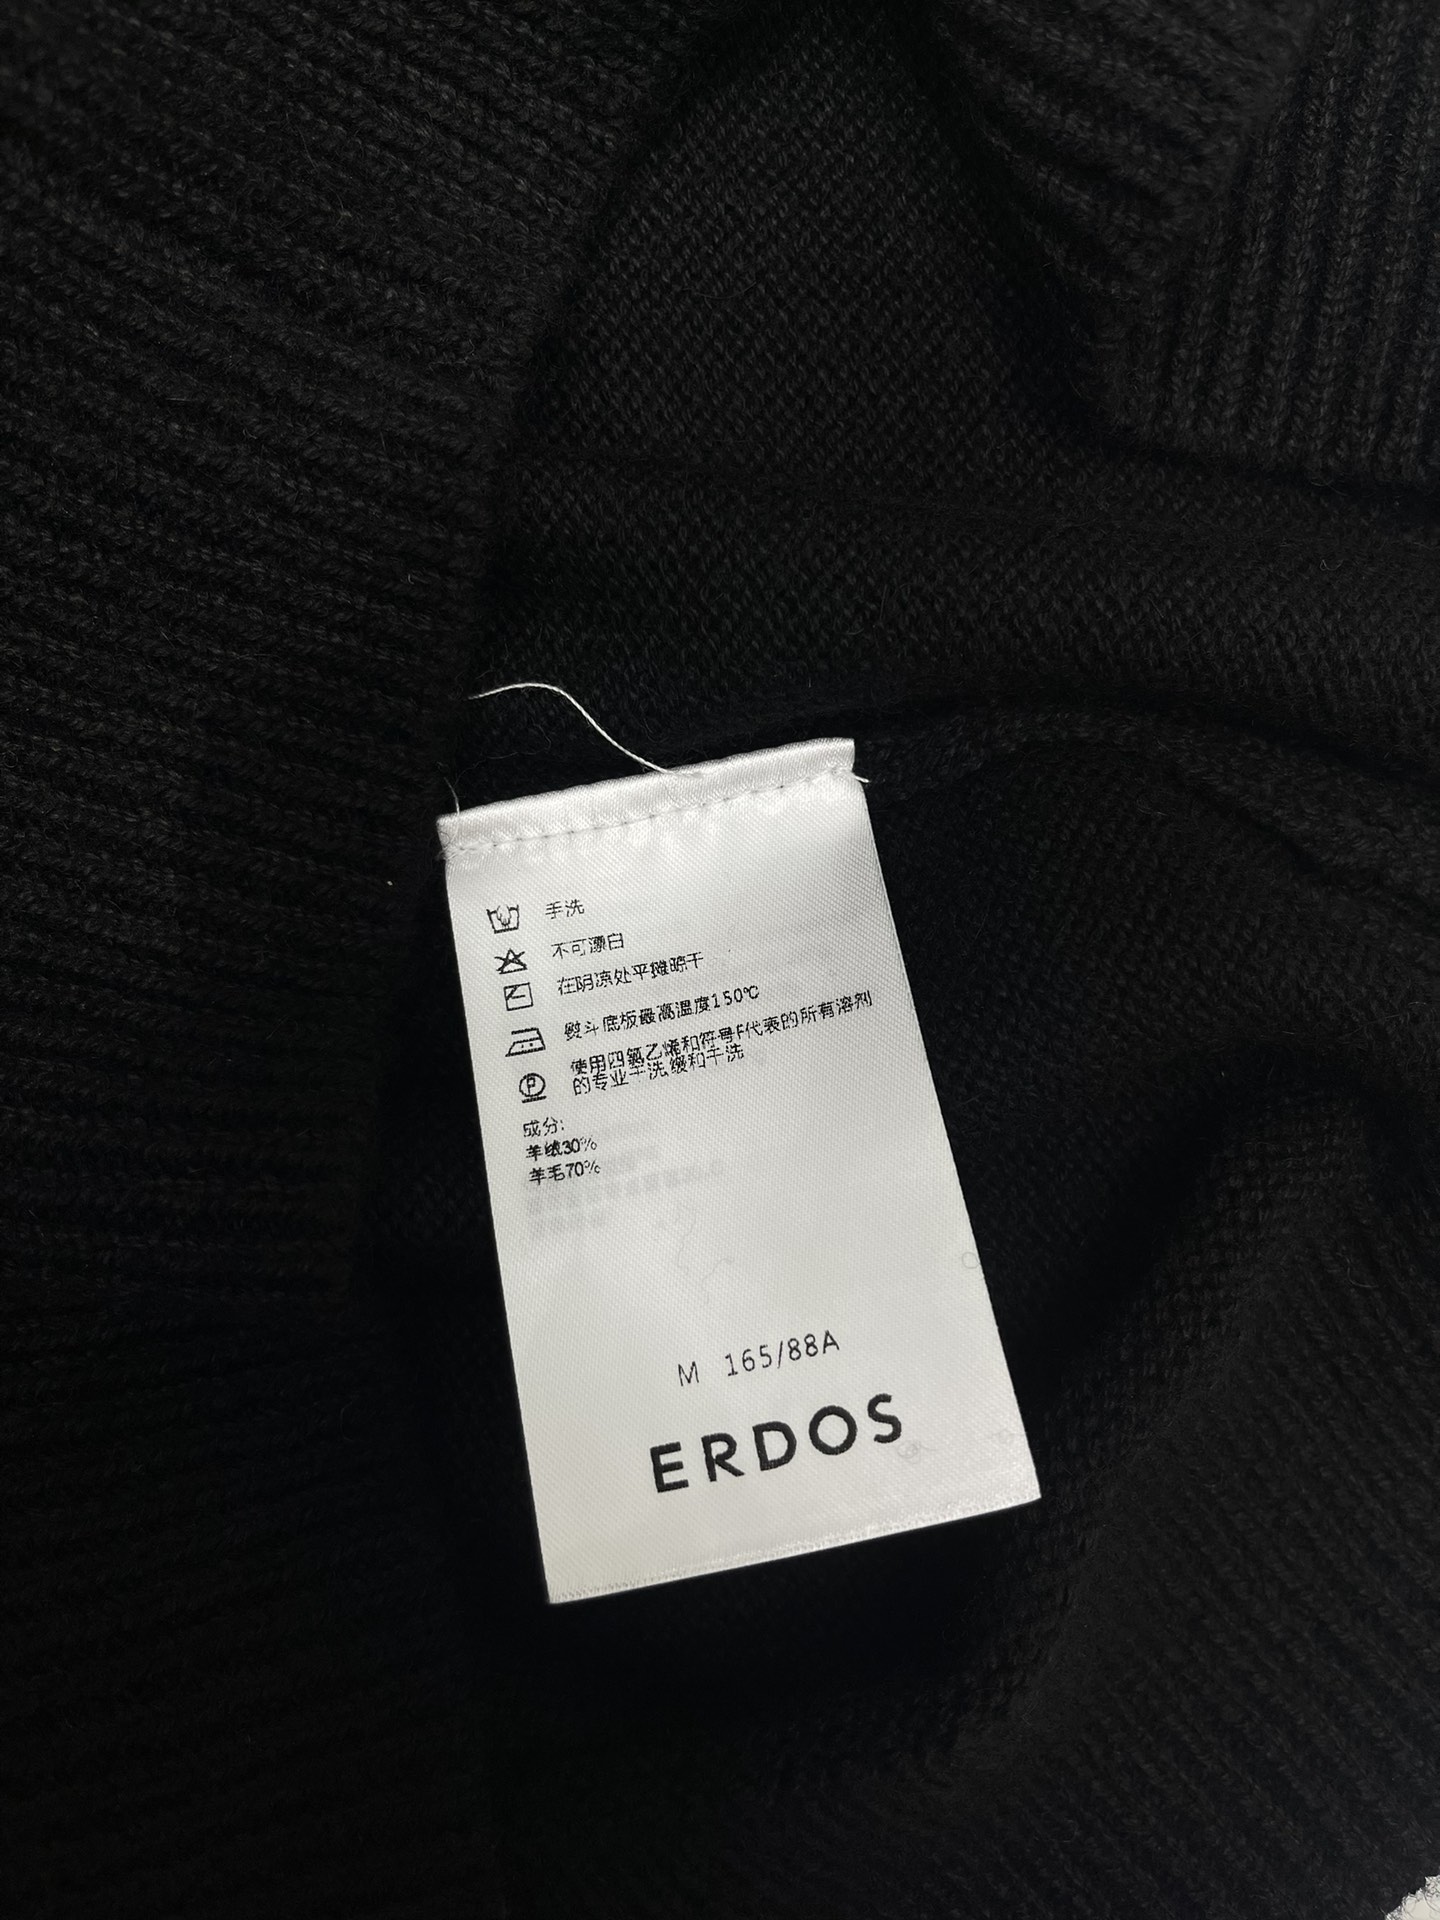 手洗
不可漂白
在阴凉处平摊晾干
熨斗底板最高温度150℃
使用四氯乙烯和符号F代表的所有溶剂
的专业干洗 缓和干洗
成分:
羊绒30%
羊毛70%
M 165/88A
ERDOS